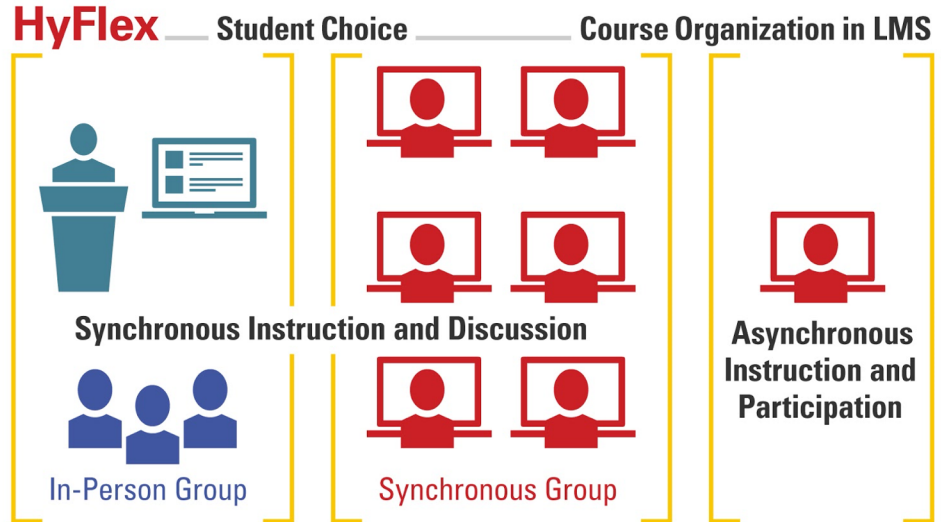 HyFlex Student Choice Course Organization in LMS
Synchronous Instruction and Discussion
Asynchronous
Instruction and
Participation
In-Person Group
Synchronous Group